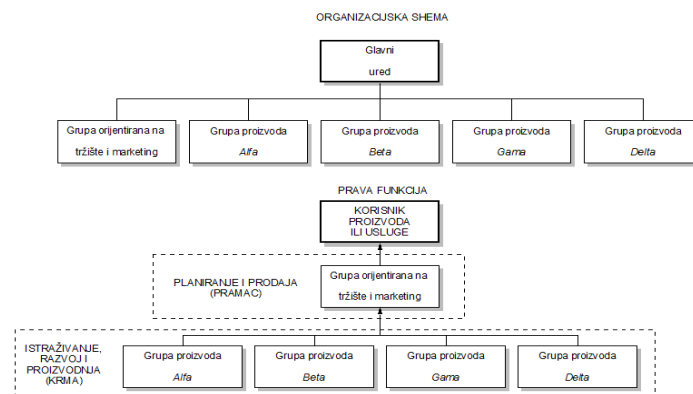 ORGANIZACIJSKA SHEMA
Glavni
ured
Grupa orijentirana na
tržište i marketing
Grupa proizvoda
Alfa
Grupa proizvoda
Beta
Grupa proizvoda
Gama
Grupa proizvoda
Delta
PRAVA FUNKCIJA
KORISNIK
PROIZVODA
ILI USLUGE
PLANIRANJE I PRODAJA
(PRAMAC)
Grupa orijentirana na
tržište i marketing
ISTRAŽIVANJE,
RAZVOJ I
PROIZVODNJA
(KRMA)
Grupa proizvoda
Alfa
Grupa proizvoda
Beta
Grupa proizvoda
Gama
Grupa proizvoda
Delta